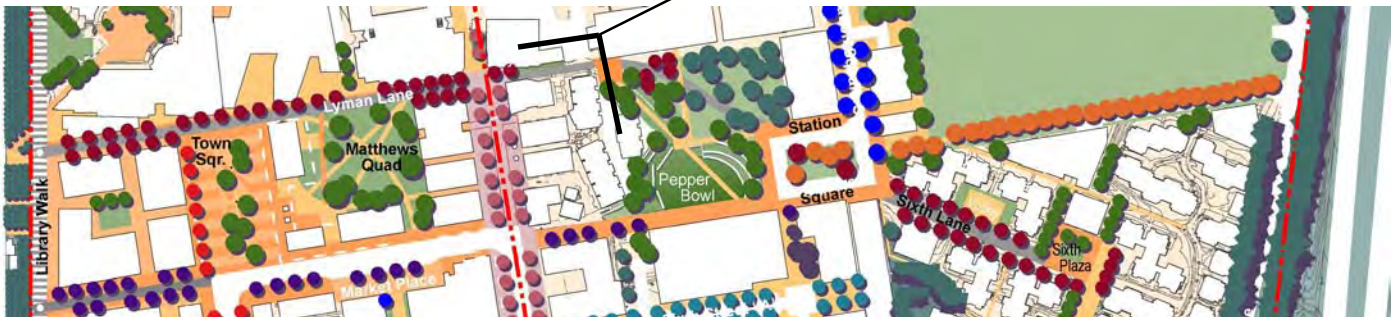 Lyman Lane
Town
Sqr.
Matthews
Quad
Station
Pepper
Bowl
Square
Library Walk
Sixth Lane
Sixth
Plaza
Market Place